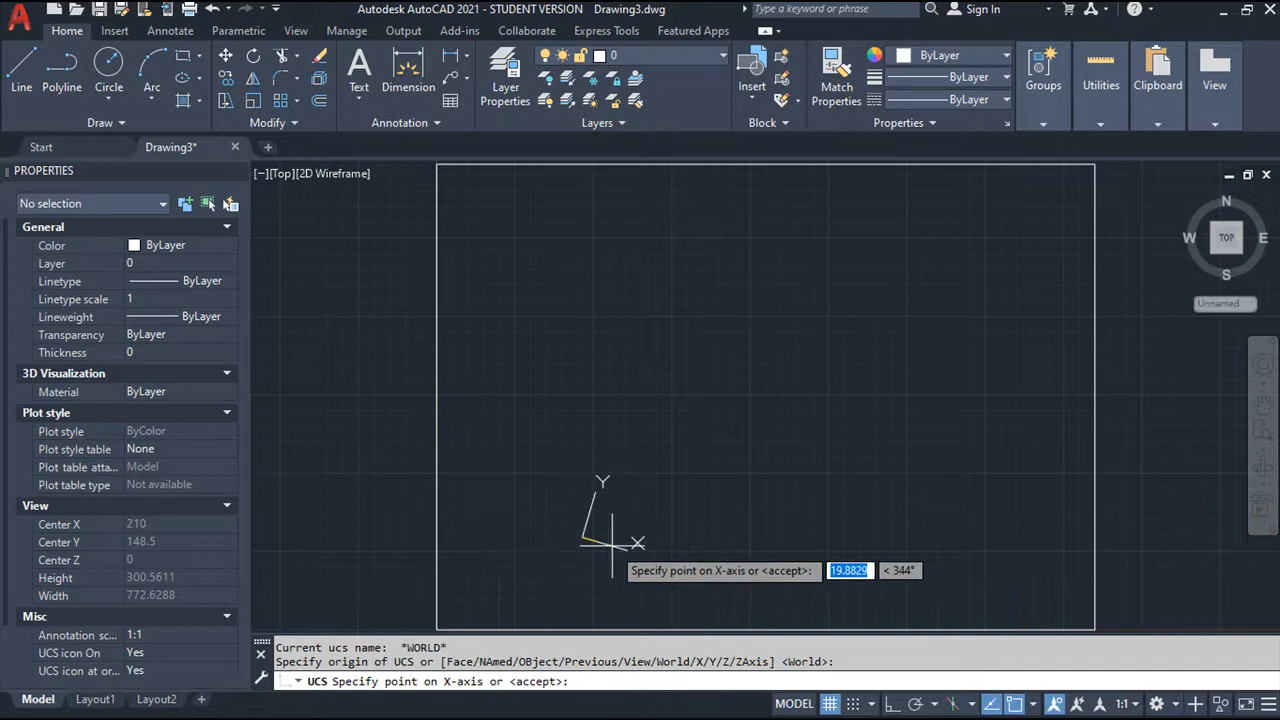 Autodesk AutoCAD 2021 - STUDENT VERSION Drawing3.dwg
Type a keyword or phrase
Sign In
Home Insert Annotate Parametric View Manage Output Add-ins Collaborate Express Tools Featured Apps
Line Polyline Circle Arc
Text Dimension
Layer Properties
0
Insert
Match Properties
ByLayer
ByLayer
ByLayer
Groups Utilities Clipboard View
Draw Modify Annotation Layers Block Properties
Start Drawing3*
PROPERTIES
No selection
General
Color ByLayer
Layer 0
Linetype ByLayer
Linetype scale 1
Lineweight ByLayer
Transparency ByLayer
Thickness 0
3D Visualization
Material ByLayer
Plot style
Plot style ByColor
Plot style table None
Plot table atta... Model
Plot table type Not available
View
Center X 210
Center Y 148.5
Center Z 0
Height 300.5611
Width 772.6288
Misc
Annotation sc... 1:1
UCS icon On Yes
UCS icon at or... Yes
[−][Top][2D Wireframe]
N
W TOP E
S
Unnamed
Y
X
Specify point on X-axis or <accept>: 19.8829 < 344°
Current ucs name: *WORLD*
Specify origin of UCS or [Face/NAmed/OBject/Previous/View/World/X/Y/Z/ZAxis] <World>:
UCS Specify point on X-axis or <accept>:
Model Layout1 Layout2
MODEL 1:1